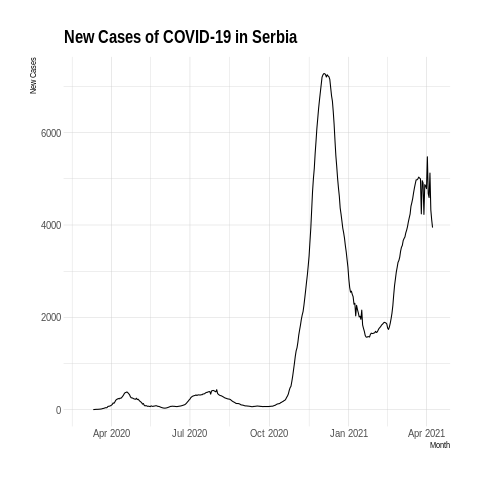 New Cases of COVID-19 in Serbia
New Cases
6000
4000
2000
0
Apr 2020 Jul 2020 Oct 2020 Jan 2021 Apr 2021
Month